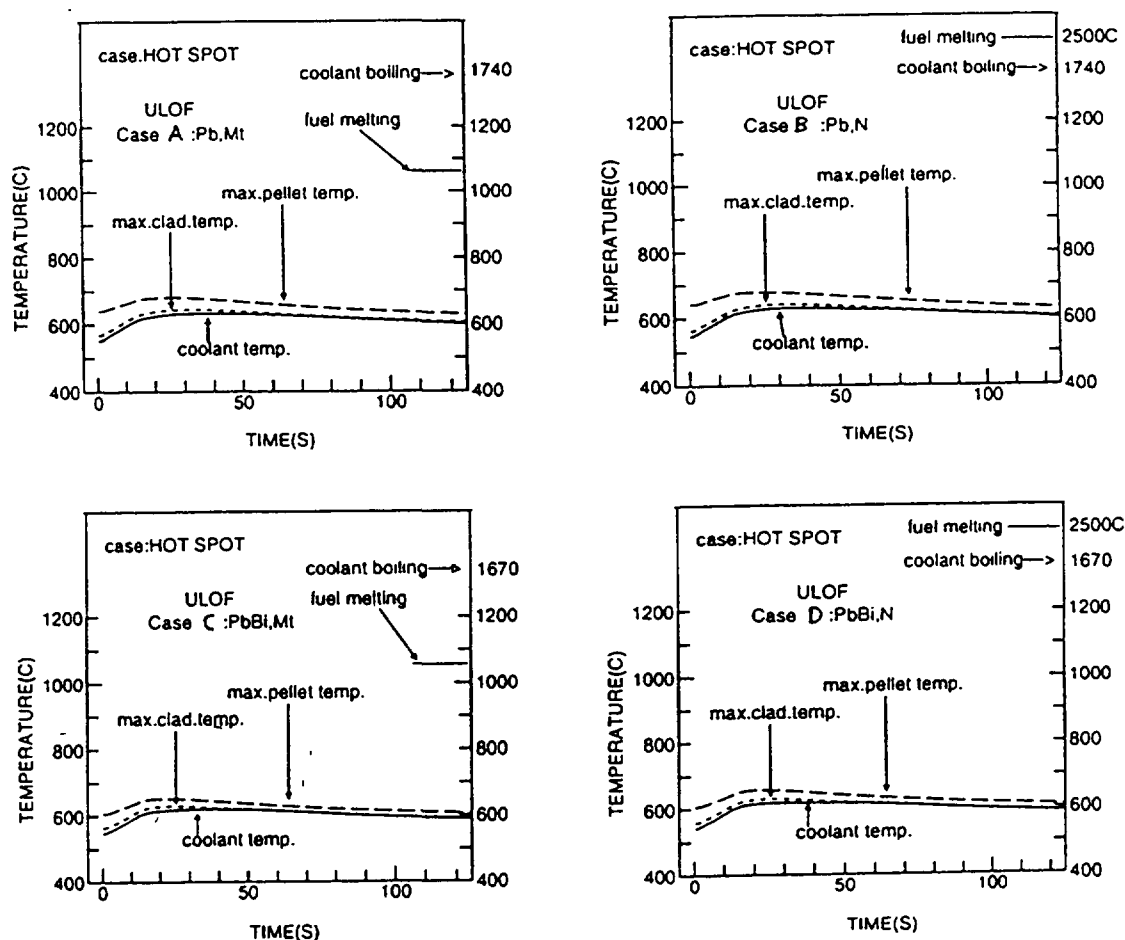 case:HOT SPOT
coolant boiling 1740
ULOF
Case A :Pb,Mt
fuel melting
max.pellet temp.
max.clad.temp.
coolant temp.
TEMPERATURE(C)
1200
1000
800
600
400
1200
1000
800
600
400
0 50 100
TIME(S)
case:HOT SPOT
fuel melting 2500C
coolant boiling 1740
ULOF
Case B :Pb,N
max.pellet temp.
max.clad.temp.
coolant temp.
TEMPERATURE(C)
1200
1000
800
600
400
1200
1000
800
600
400
0 50 100
TIME(S)
case:HOT SPOT
coolant boiling 1670
ULOF
fuel melting
Case C :PbBi,Mt
max.pellet temp.
max.clad.temp.
coolant temp.
TEMPERATURE(C)
1200
1000
800
600
400
1200
1000
800
600
400
0 50 100
TIME(S)
case:HOT SPOT
fuel melting 2500C
coolant boiling 1670
ULOF
Case D :PbBi,N
max.pellet temp.
max.clad.temp.
coolant temp.
TEMPERATURE(C)
1200
1000
800
600
400
1200
1000
800
600
400
0 50 100
TIME(S)